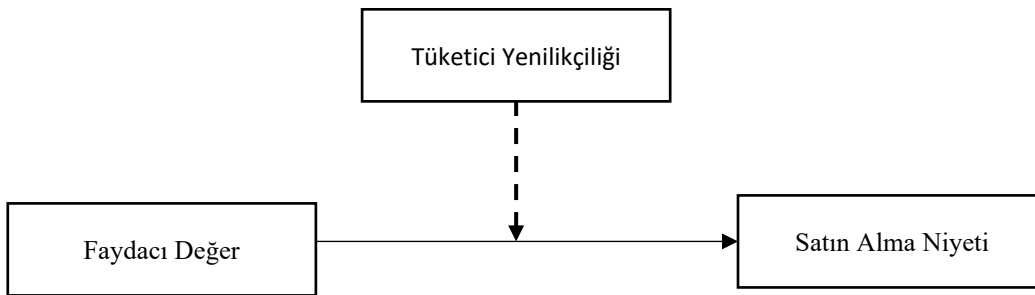 Tüketici Yenilikçiliği
Faydacı Değer
Satın Alma Niyeti